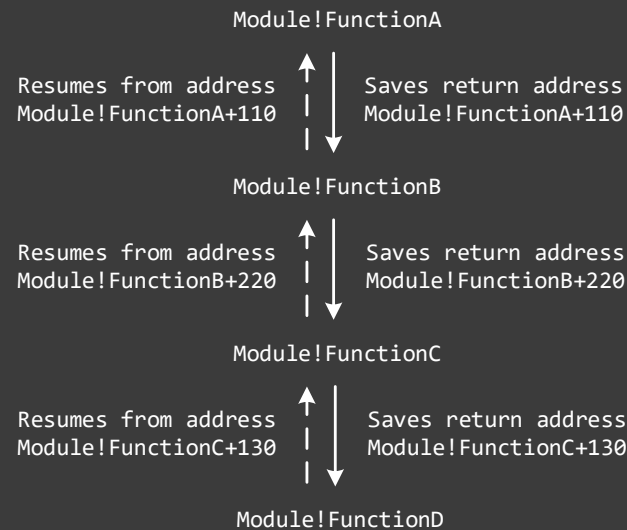 Module!FunctionA
Resumes from address
Module!FunctionA+110
Saves return address
Module!FunctionA+110
Module!FunctionB
Resumes from address
Module!FunctionB+220
Saves return address
Module!FunctionB+220
Module!FunctionC
Resumes from address
Module!FunctionC+130
Saves return address
Module!FunctionC+130
Module!FunctionD